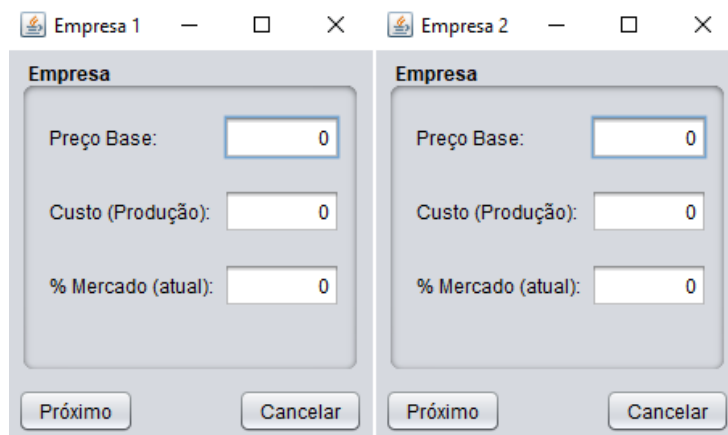 Empresa 1
Empresa
Preço Base: 0
Custo (Produção): 0
% Mercado (atual): 0
Próximo Cancelar
Empresa 2
Empresa
Preço Base: 0
Custo (Produção): 0
% Mercado (atual): 0
Próximo Cancelar